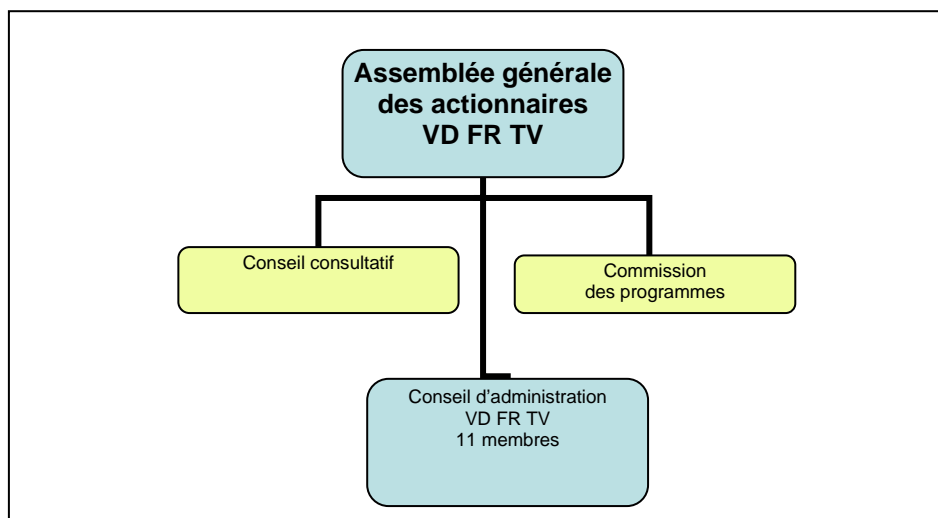 Assemblée générale
des actionnaires
VD FR TV
Conseil consultatif
Commission
des programmes
Conseil d'administration
VD FR TV
11 membres